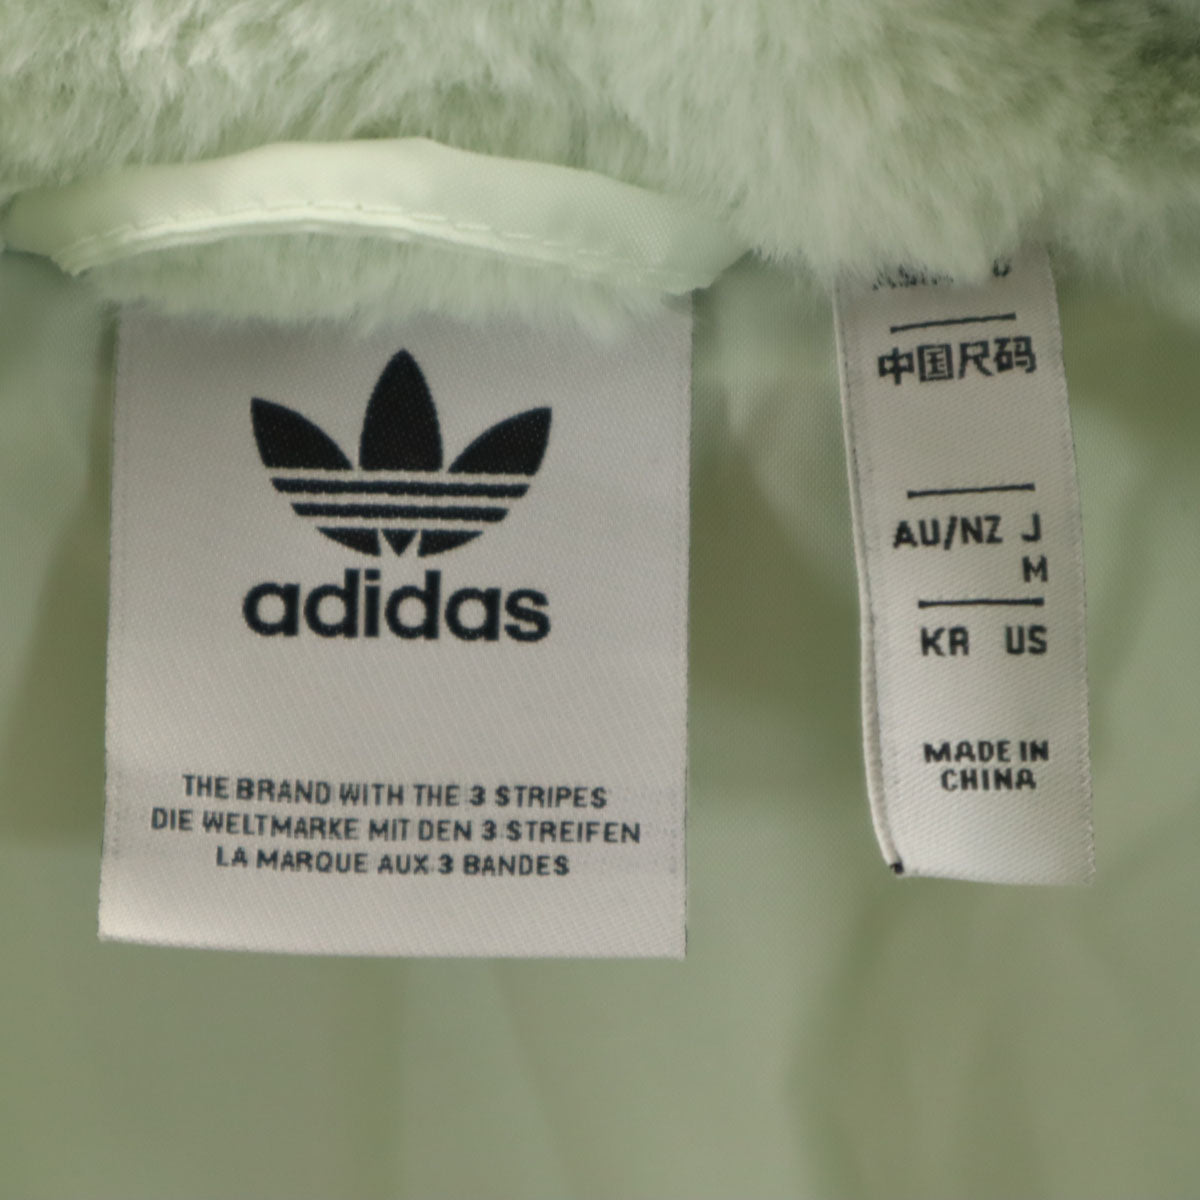 adidas
THE BRAND WITH THE 3 STRIPES
DIE WELTMARKE MIT DEN 3 STREIFEN
LA MARQUE AUX 3 BANDES
中国尺码
AU/NZ J
M
KR US
MADE IN
CHINA